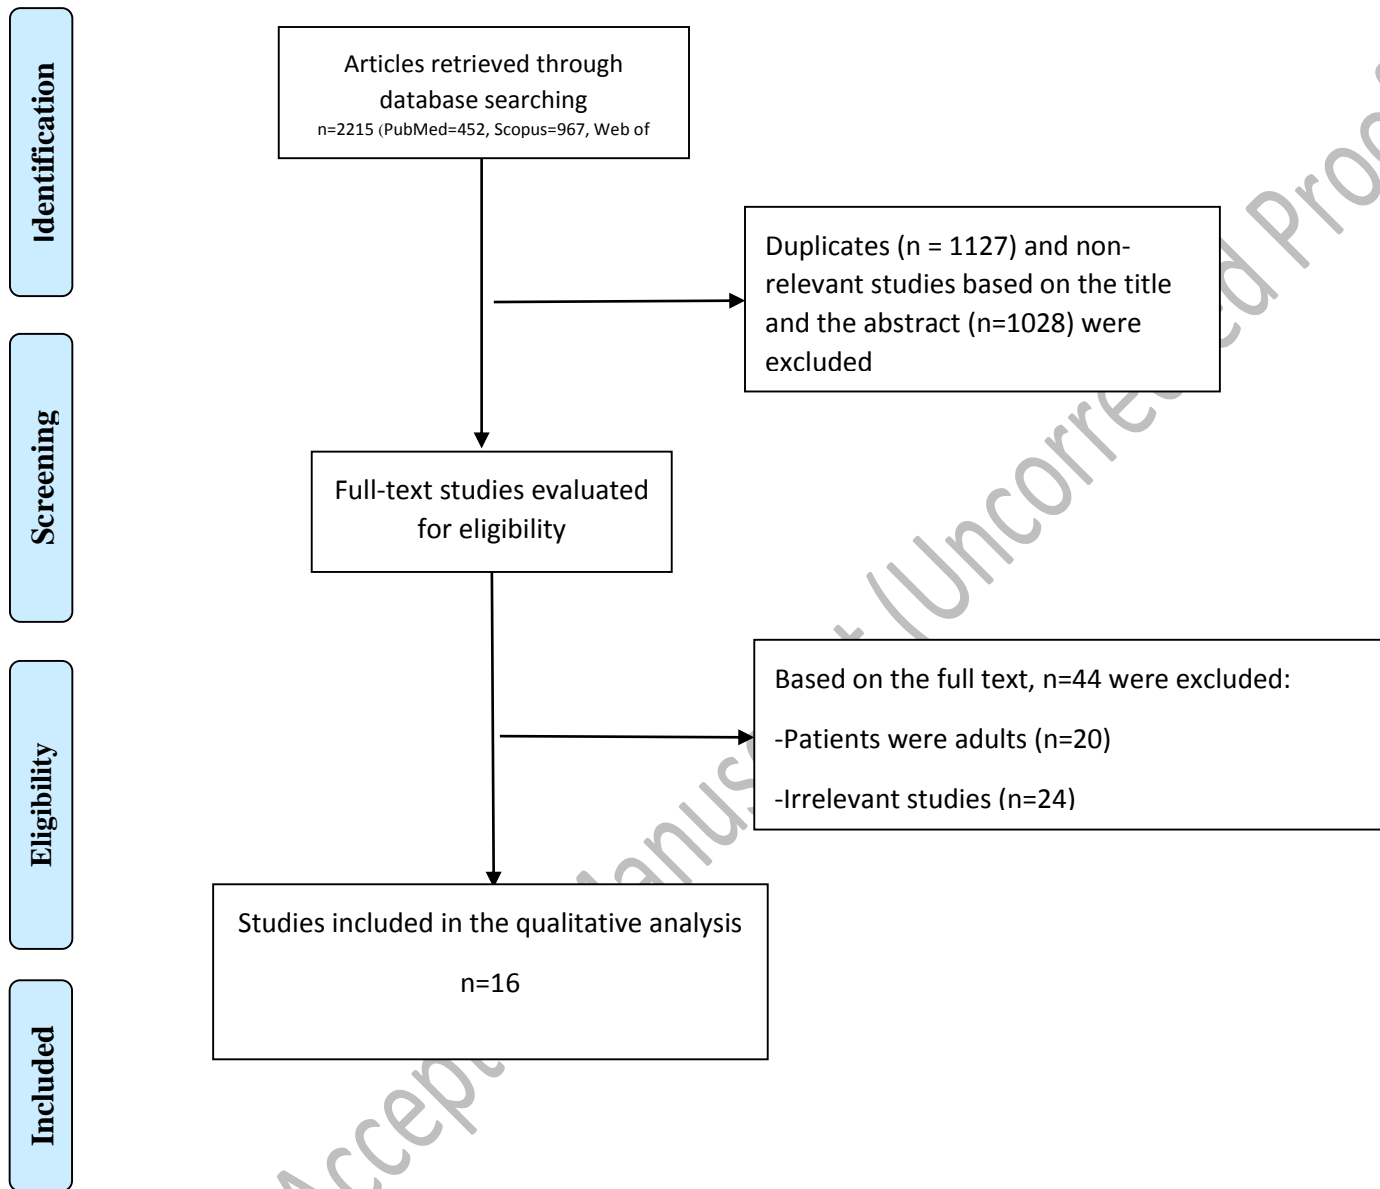 Identification
Articles retrieved through
database searching
n=2215 (PubMed=452, Scopus=967, Web of
Duplicates (n = 1127) and non-
relevant studies based on the title
and the abstract (n=1028) were
excluded
Screening
Full-text studies evaluated
for eligibility
Eligibility
Based on the full text, n=44 were excluded:
-Patients were adults (n=20)
-Irrelevant studies (n=24)
Studies included in the qualitative analysis
n=16
Included
(Uncorrected